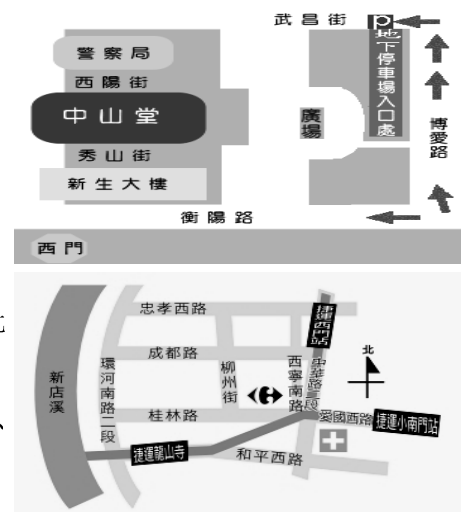 武昌街
P
地下停車場入口處
警察局
西陽街
中山堂
廣場
博愛路
秀山街
新生大樓
衡陽路
西門
忠孝西路
捷運西門站
北
成都路
環河南路二段
柳州街
西寧南路
中華路二段
新店溪
桂林路
愛國西路
捷運小南門站
捷運龍山寺
和平西路